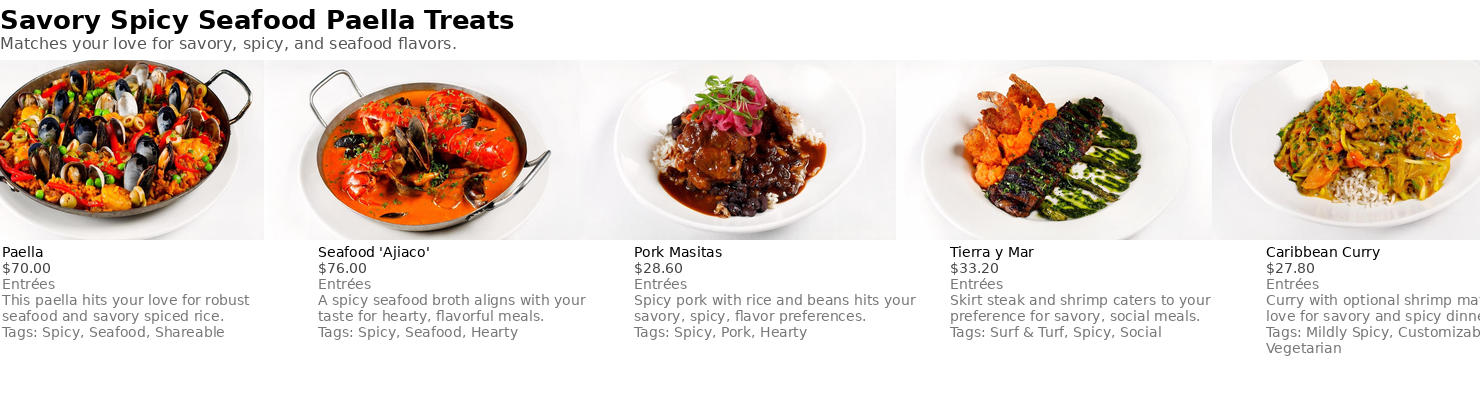 Savory Spicy Seafood Paella Treats
Matches your love for savory, spicy, and seafood flavors.
Paella
$70.00
Entrées
This paella hits your love for robust
seafood and savory spiced rice.
Tags: Spicy, Seafood, Shareable
Seafood 'Ajiaco'
$76.00
Entrées
A spicy seafood broth aligns with your
taste for hearty, flavorful meals.
Tags: Spicy, Seafood, Hearty
Pork Masitas
$28.60
Entrées
Spicy pork with rice and beans hits your
savory, spicy, flavor preferences.
Tags: Spicy, Pork, Hearty
Tierra y Mar
$33.20
Entrées
Skirt steak and shrimp caters to your
preference for savory, social meals.
Tags: Surf & Turf, Spicy, Social
Caribbean Curry
$27.80
Entrées
Curry with optional shrimp
love for savory and spicy
Tags: Mildly Spicy,
Vegetarian